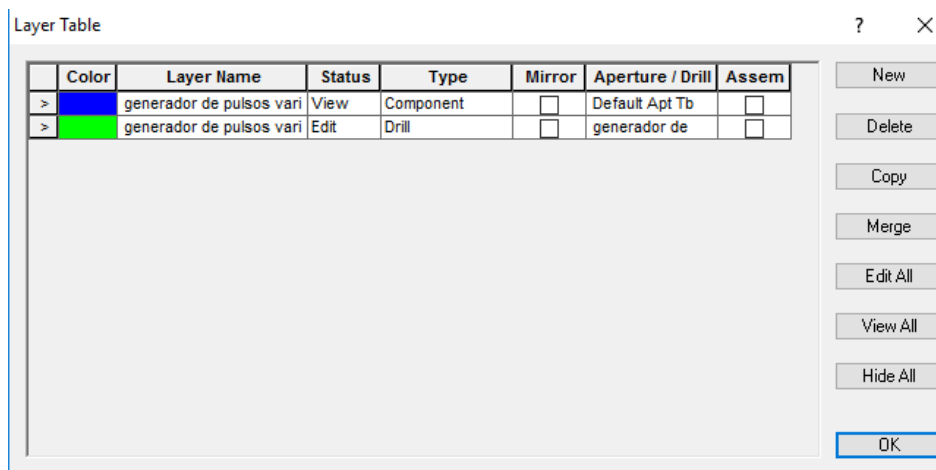 Layer Table ?
Color Layer Name Status Type Mirror Aperture / Drill Assem
> generador de pulsos vari View Component Default Apt Tb
> generador de pulsos vari Edit Drill generador de
New
Delete
Copy
Merge
Edit All
View All
Hide All
OK